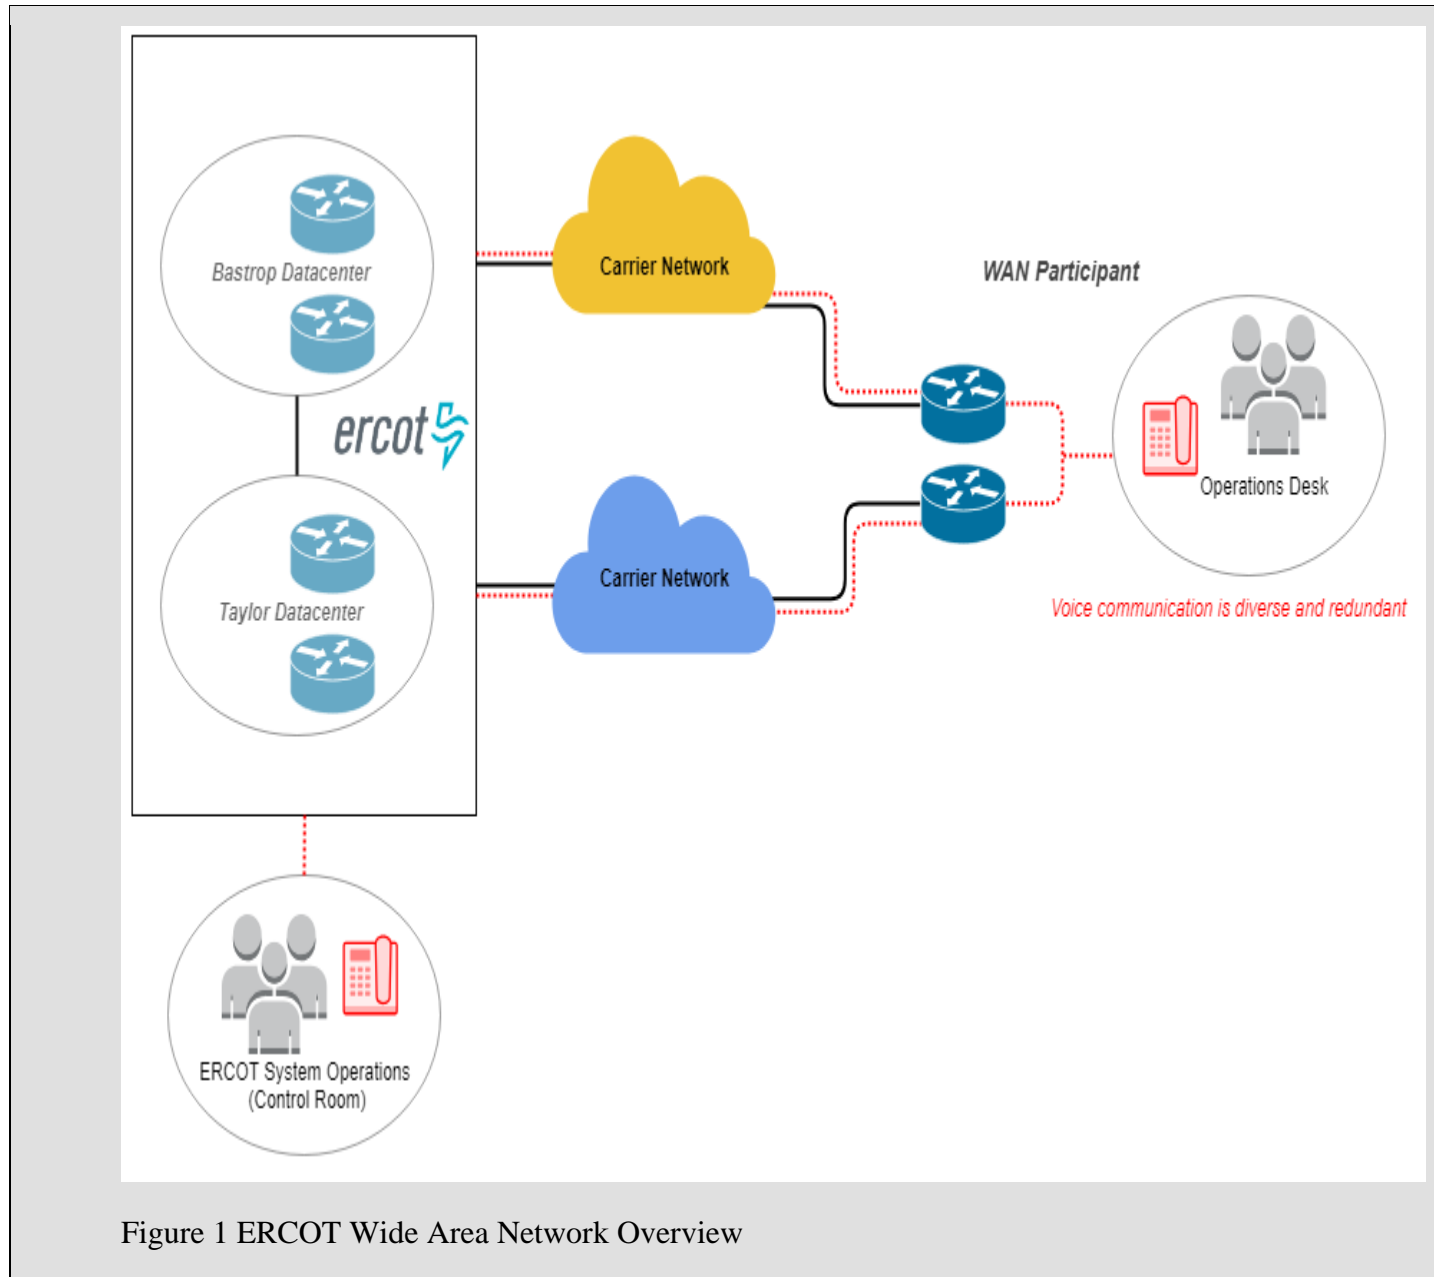 Bastrop Datacenter
ercot
Taylor Datacenter
Carrier Network
Carrier Network
WAN Participant
Operations Desk
Voice communication is diverse and redundant
ERCOT System Operations
(Control Room)
Figure 1 ERCOT Wide Area Network Overview